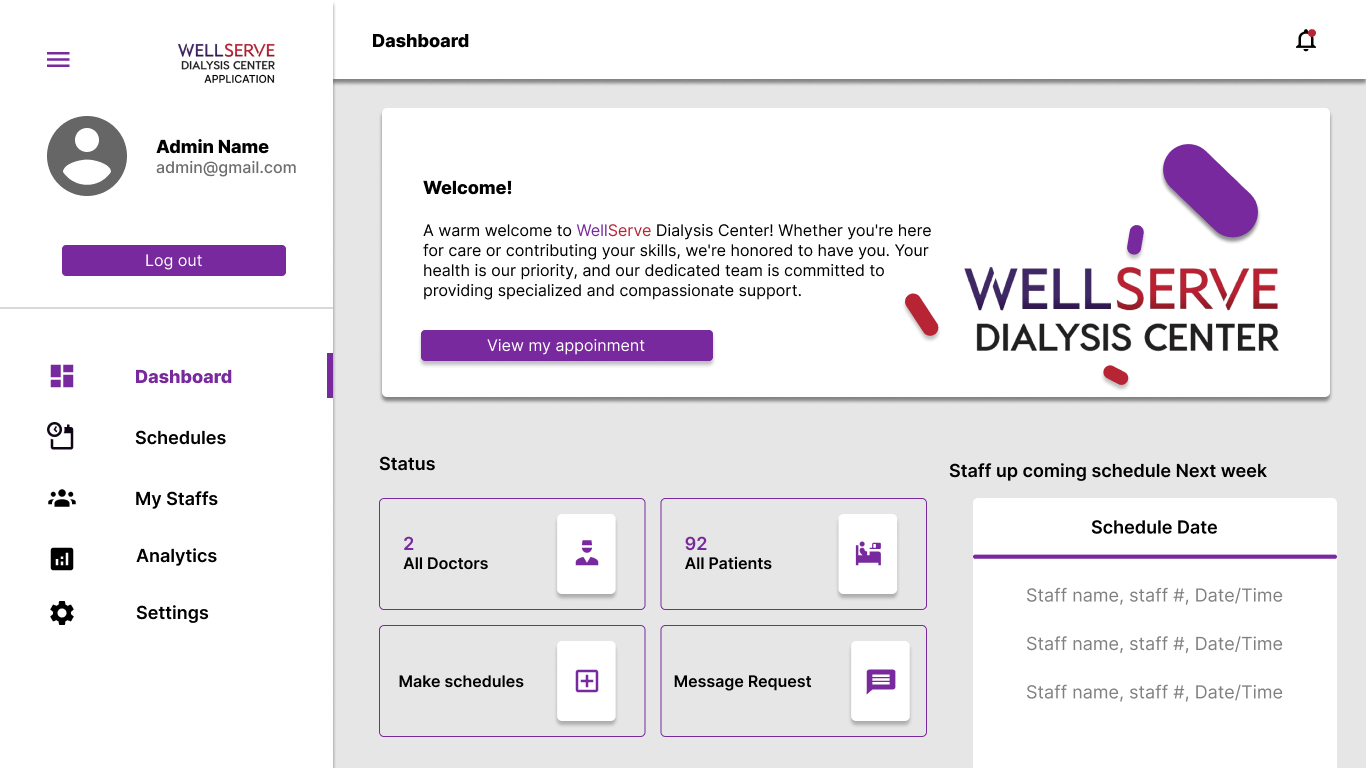 WELLSERVE
DIALYSIS CENTER
APPLICATION
Admin Name
admin@gmail.com
Log out
Dashboard
Schedules
My Staffs
Analytics
Settings
Dashboard
Welcome!
A warm welcome to WellServe Dialysis Center! Whether you're here
for care or contributing your skills, we're honored to have you. Your
health is our priority, and our dedicated team is committed to
providing specialized and compassionate support.
View my appoinment
WELLSERVE
DIALYSIS CENTER
Status
2
All Doctors
92
All Patients
Make schedules
Message Request
Staff up coming schedule Next week
Schedule Date
Staff name, staff #, Date/Time
Staff name, staff #, Date/Time
Staff name, staff #, Date/Time